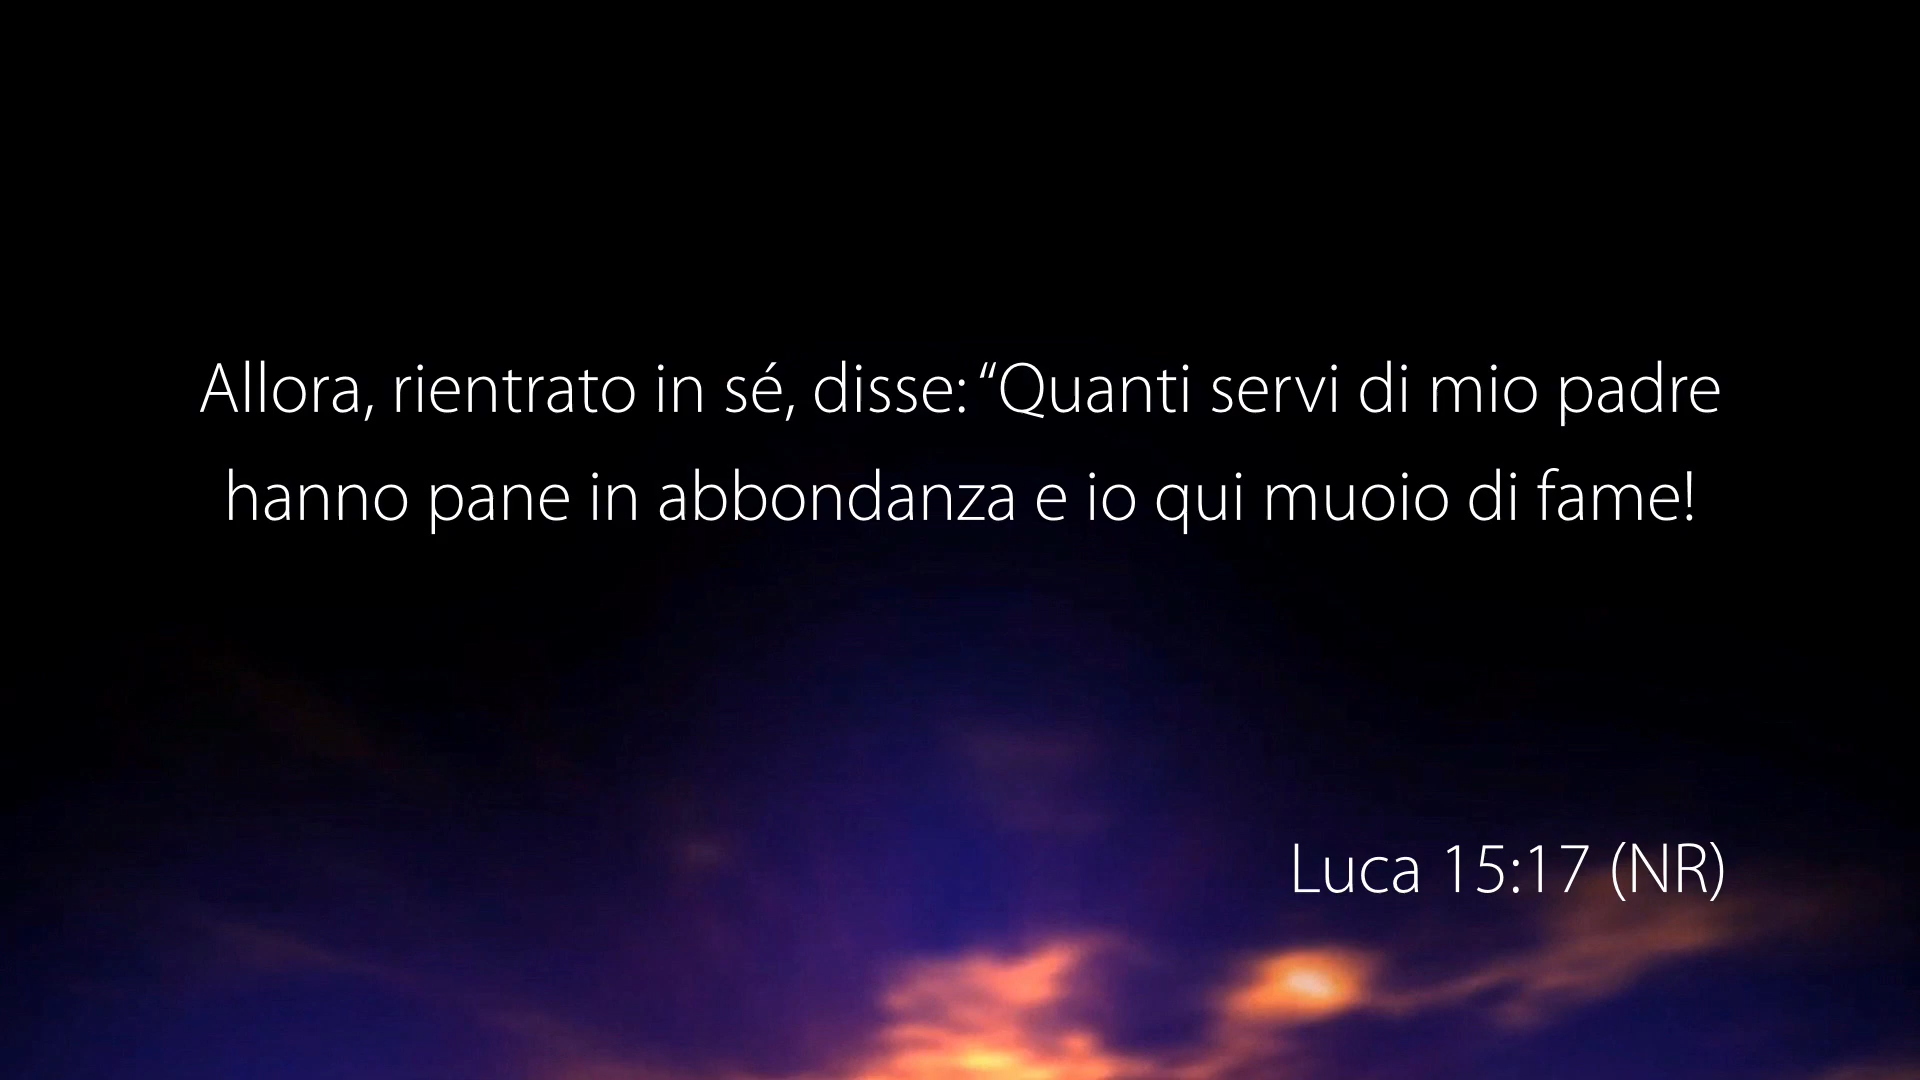 Allora, rientrato in sé, disse: “Quanti servi di mio padre
hanno pane in abbondanza e io qui muoio di fame!
Luca 15:17 (NR)